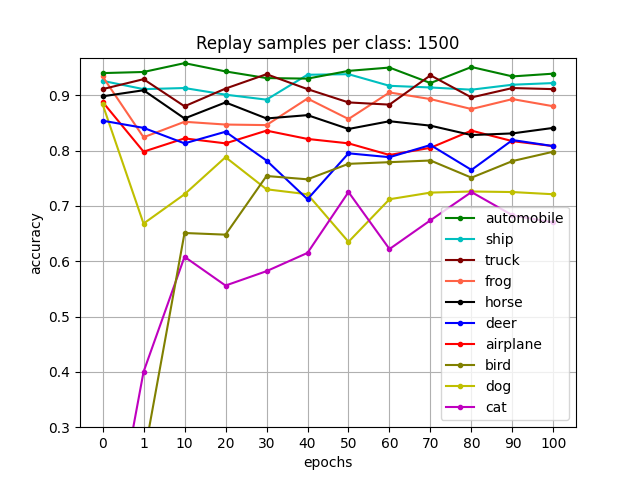 Replay samples per class: 1500
accuracy
0.9
0.8
0.7
0.6
0.5
0.4
0.3
automobile
ship
truck
frog
horse
deer
airplane
bird
dog
cat
0 1 10 20 30 40 50 60 70 80 90 100
epochs